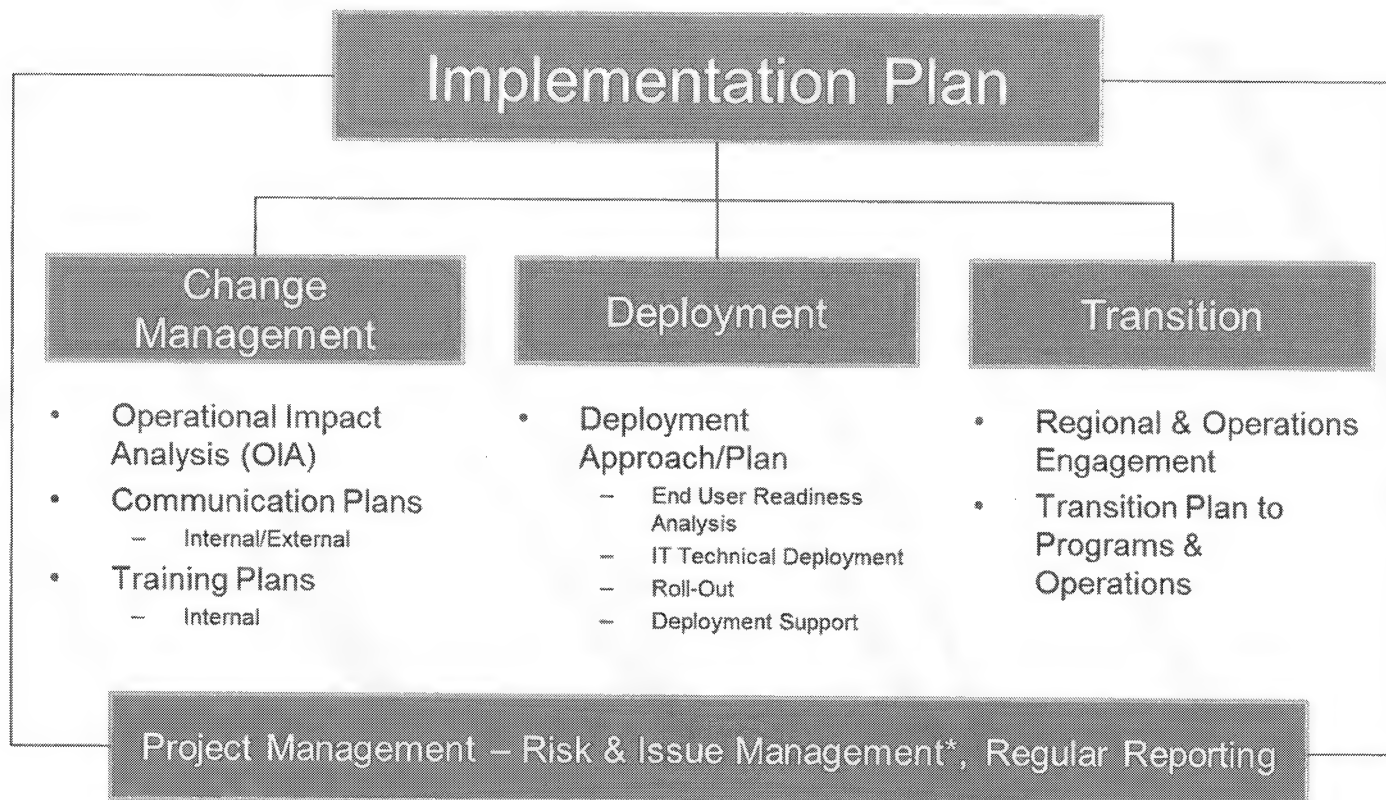 Implementation Plan
Change
Management
• Operational Impact
Analysis (OIA)
• Communication Plans
– Internal/External
• Training Plans
– Internal
Deployment
• Deployment
Approach/Plan
– End User Readiness
Analysis
– IT Technical Deployment
– Roll-Out
– Deployment Support
Transition
• Regional & Operations
Engagement
• Transition Plan to
Programs &
Operations
Project Management – Risk & Issue Management*, Regular Reporting